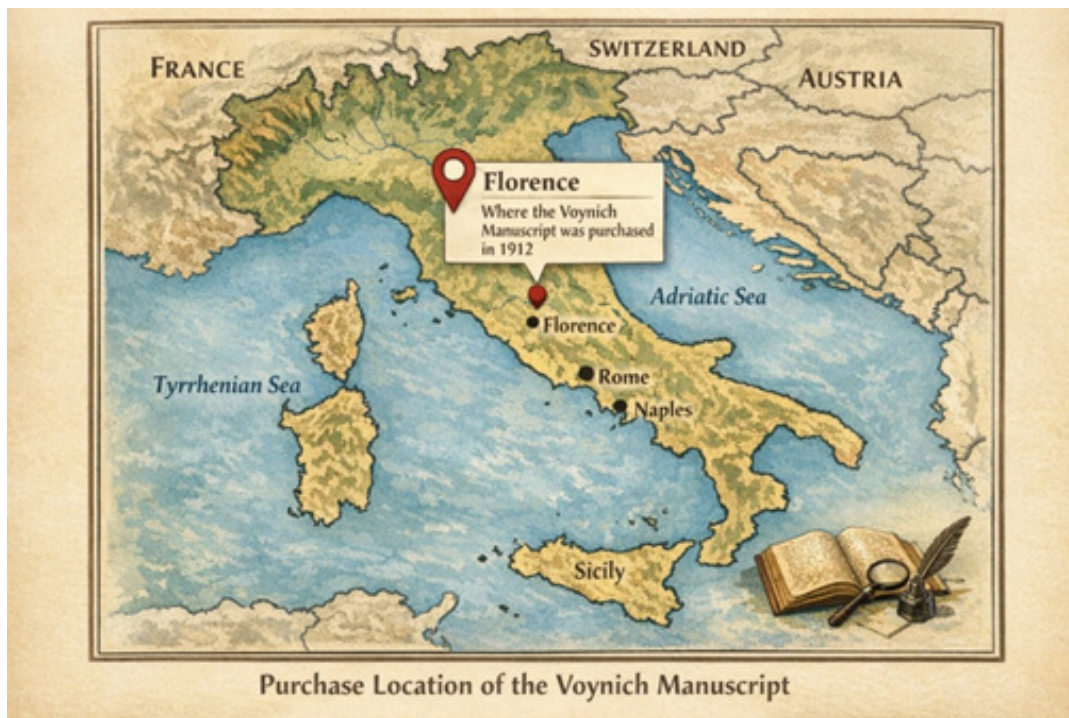 FRANCE
SWITZERLAND
AUSTRIA
Florence
Where the Voynich
Manuscript was purchased
in 1912
Adriatic Sea
Florence
Tyrrhenian Sea
Rome
Naples
Sicily
Purchase Location of the Voynich Manuscript